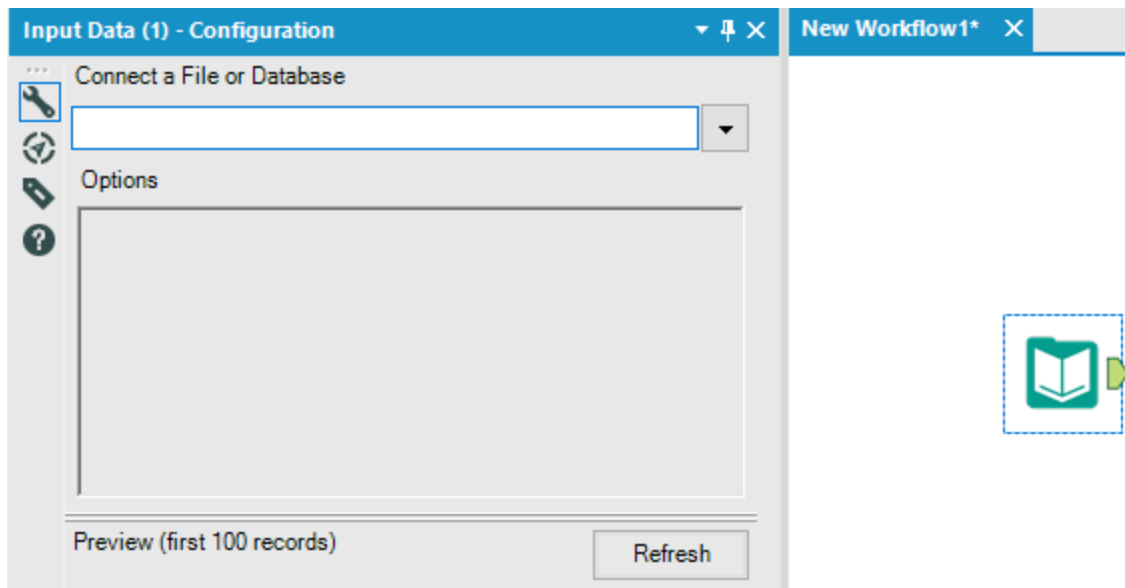 Input Data (1) - Configuration
New Workflow1*
Connect a File or Database
Options
Preview (first 100 records)
Refresh